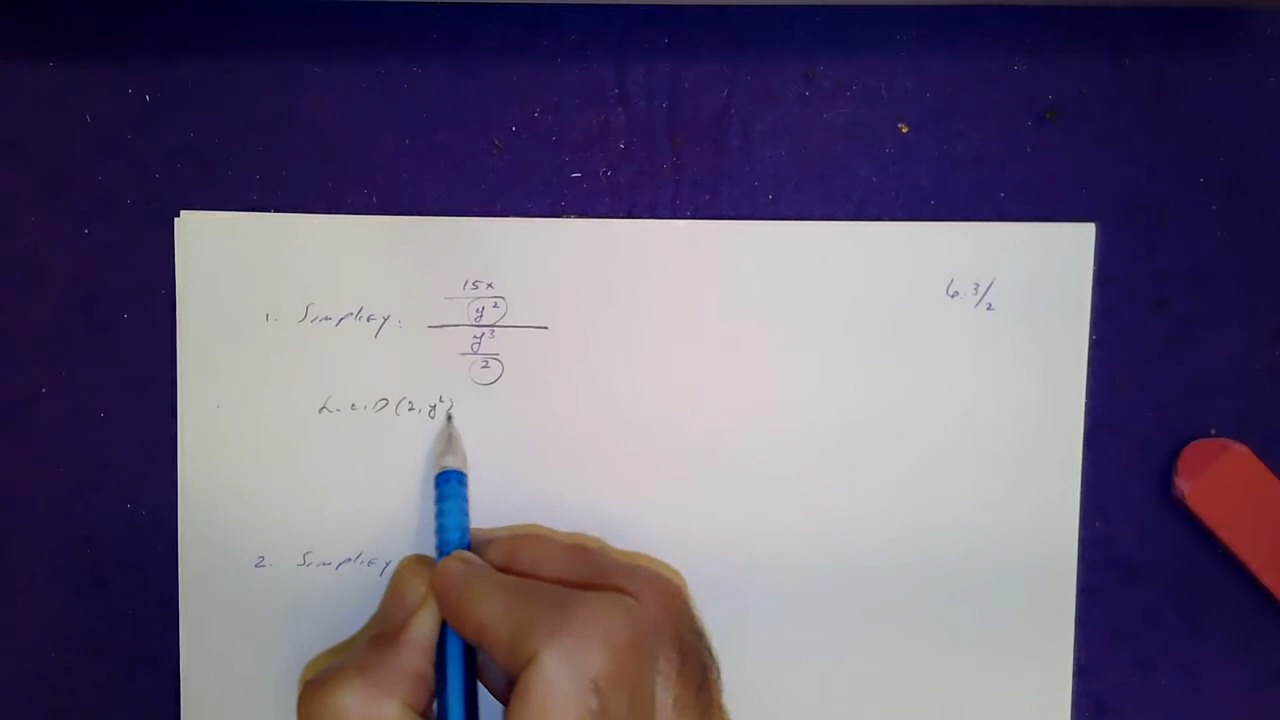 6.3/2
1. Simplify:
15x
y²
y³
2
L.C.D(2, y²)
2. Simplify